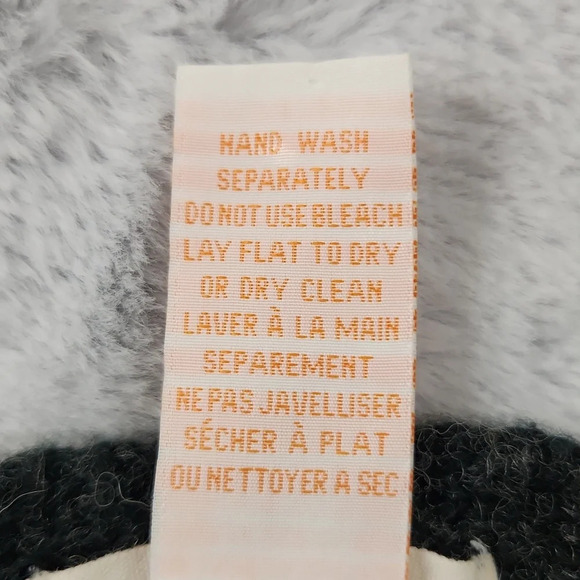 HAND WASH
SEPARATELY
DO NOT USE BLEACH
LAY FLAT TO DRY
OR DRY CLEAN
LAVER À LA MAIN
SEPAREMENT
NE PAS JAVELLISER
SÉCHER À PLAT
OU NETTOYER A SEC